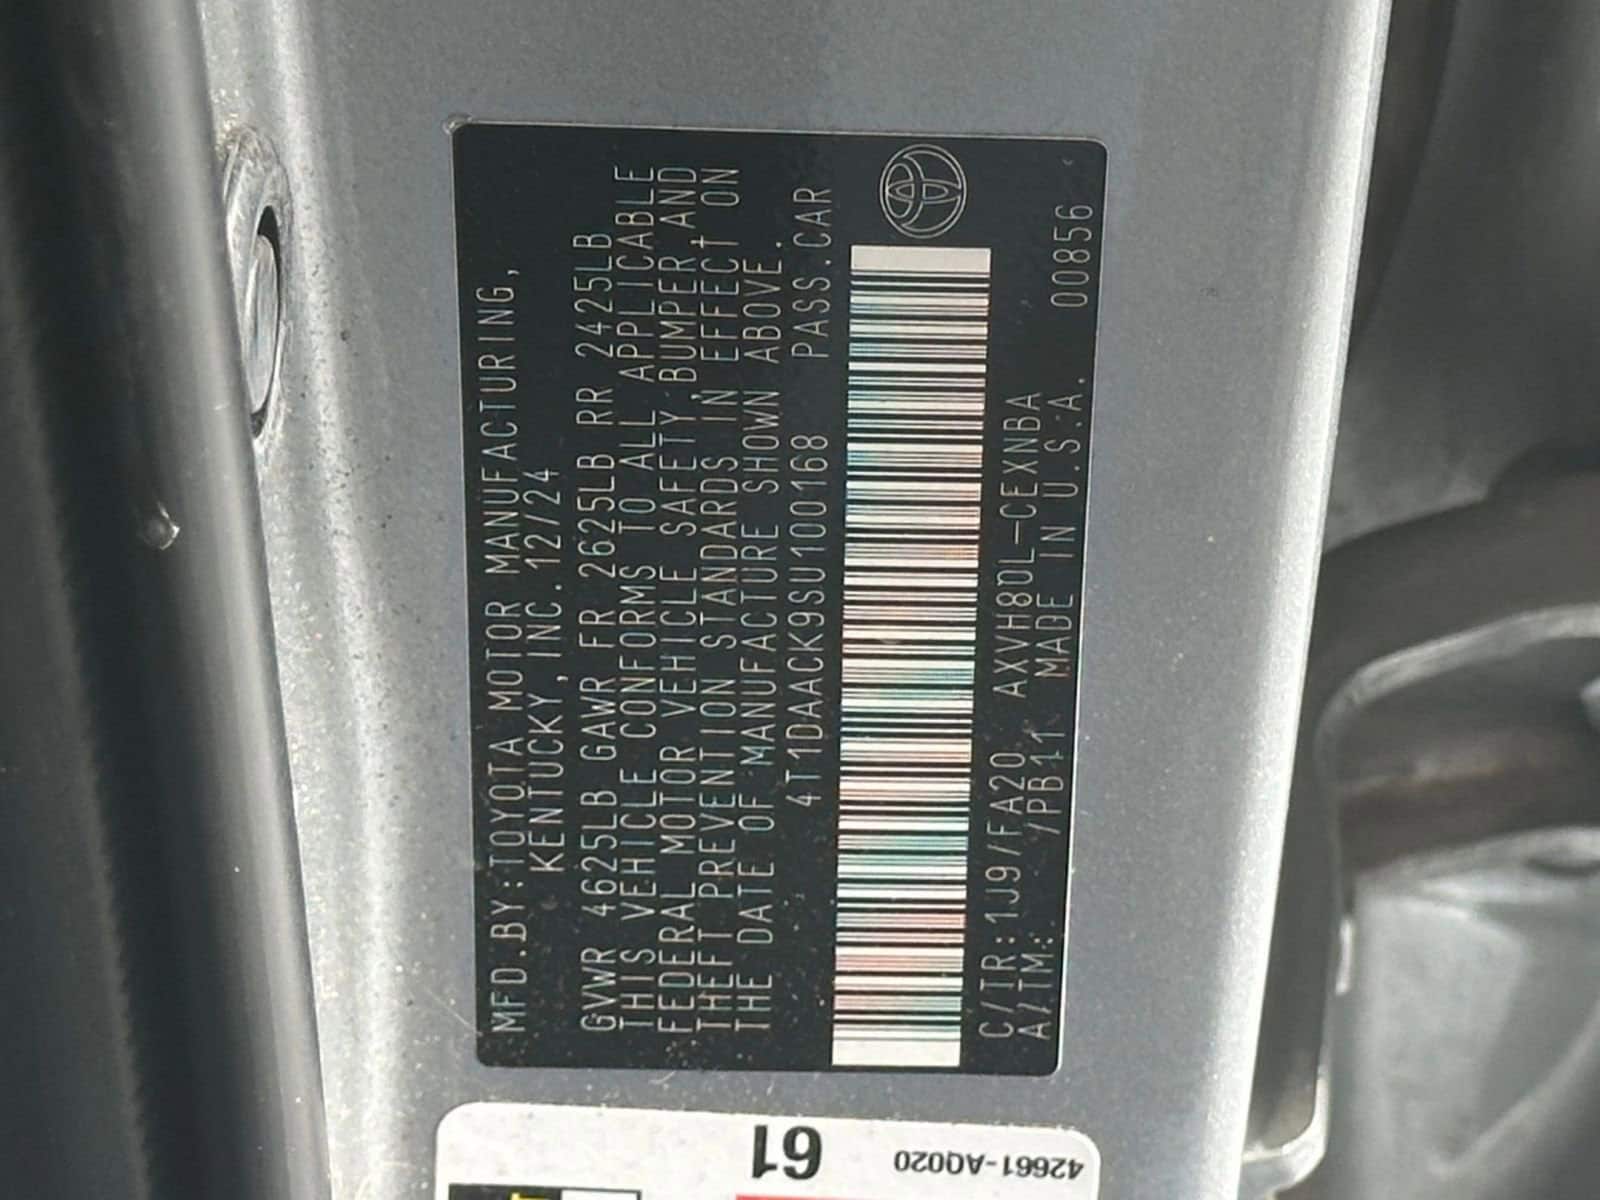 MFD.BY:TOYOTA MOTOR MANUFACTURING,
KENTUCKY, INC. 12/24
GVWR 4625LB GAWR FR 2625LB RR 2425LB
THIS VEHICLE CONFORMS TO ALL APPLICABLE
FEDERAL MOTOR VEHICLE SAFETY,BUMPER,AND
THEFT PREVENTION STANDARDS IN EFFECT ON
THE DATE OF MANUFACTURE SHOWN ABOVE.
4T1DAACK9SU100168 PASS.CAR
C/TR:1J9/FA20 AXVH80L-CEXNBA
A/TM: /PB11 MADE IN U.S.A. 00856
61
42661-AQ020